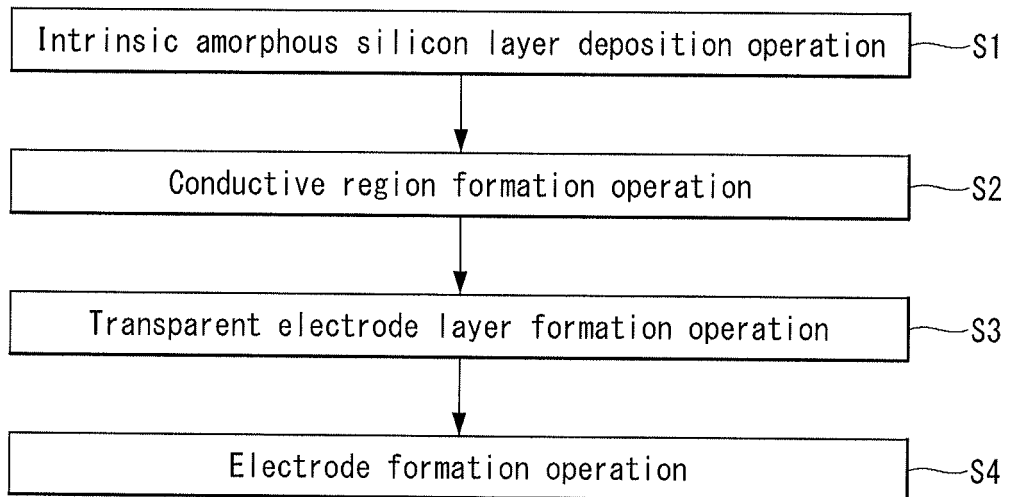 Intrinsic amorphous silicon layer deposition operation S1
Conductive region formation operation S2
Transparent electrode layer formation operation S3
Electrode formation operation S4